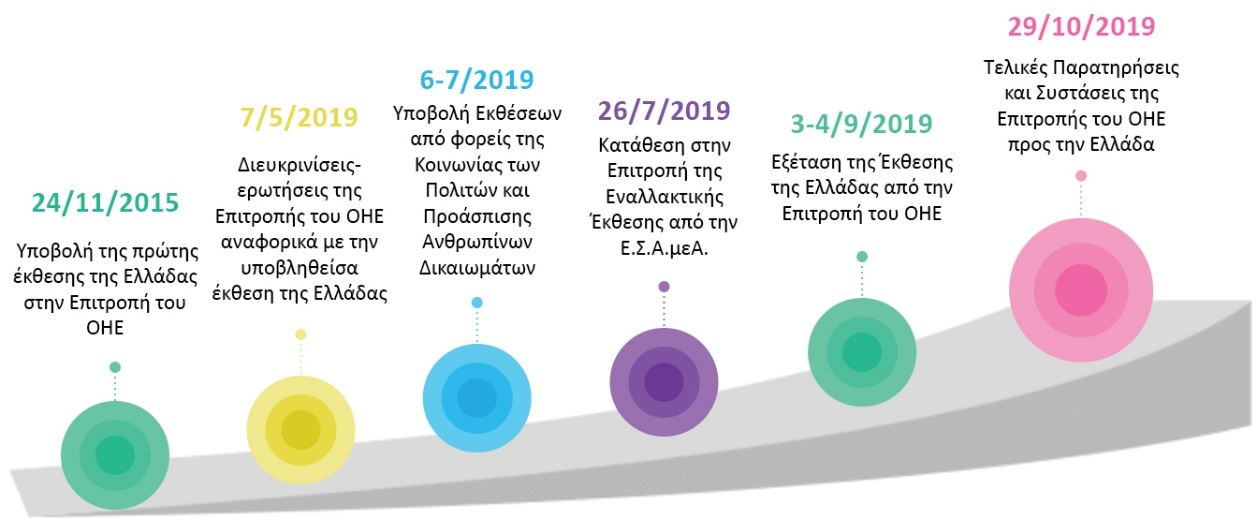 24/11/2015
Υποβολή της πρώτης
έκθεσης της Ελλάδας
στην Επιτροπή του
ΟΗΕ
7/5/2019
Διευκρινίσεις-
ερωτήσεις της
Επιτροπής του ΟΗΕ
αναφορικά με την
υποβληθείσα
έκθεση της Ελλάδας
6-7/2019
Υποβολή Εκθέσεων
από φορείς της
Κοινωνίας των
Πολιτών και
Προάσπισης
Ανθρωπίνων
Δικαιωμάτων
26/7/2019
Κατάθεση στην
Επιτροπή της
Εναλλακτικής
Έκθεσης από την
Ε.Σ.Α.μεΑ.
3-4/9/2019
Εξέταση της Έκθεσης
της Ελλάδας από την
Επιτροπή του ΟΗΕ
29/10/2019
Τελικές Παρατηρήσεις
και Συστάσεις της
Επιτροπής του ΟΗΕ
προς την Ελλάδα